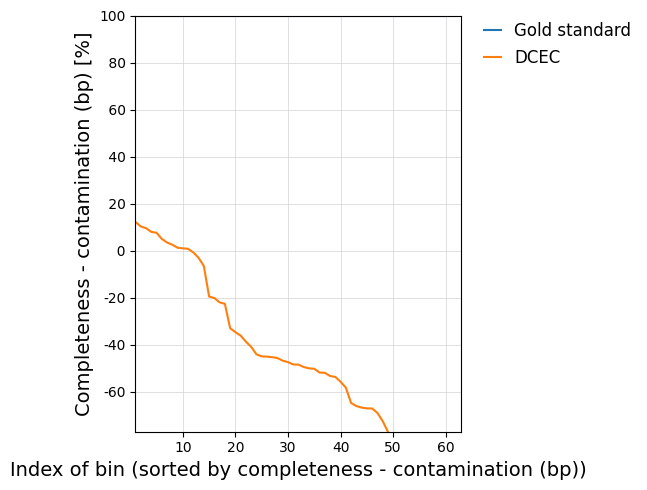 Completeness - contamination (bp) [%]
100
80
60
40
20
0
-20
-40
-60
10 20 30 40 50 60
Index of bin (sorted by completeness - contamination (bp))
Gold standard
DCEC